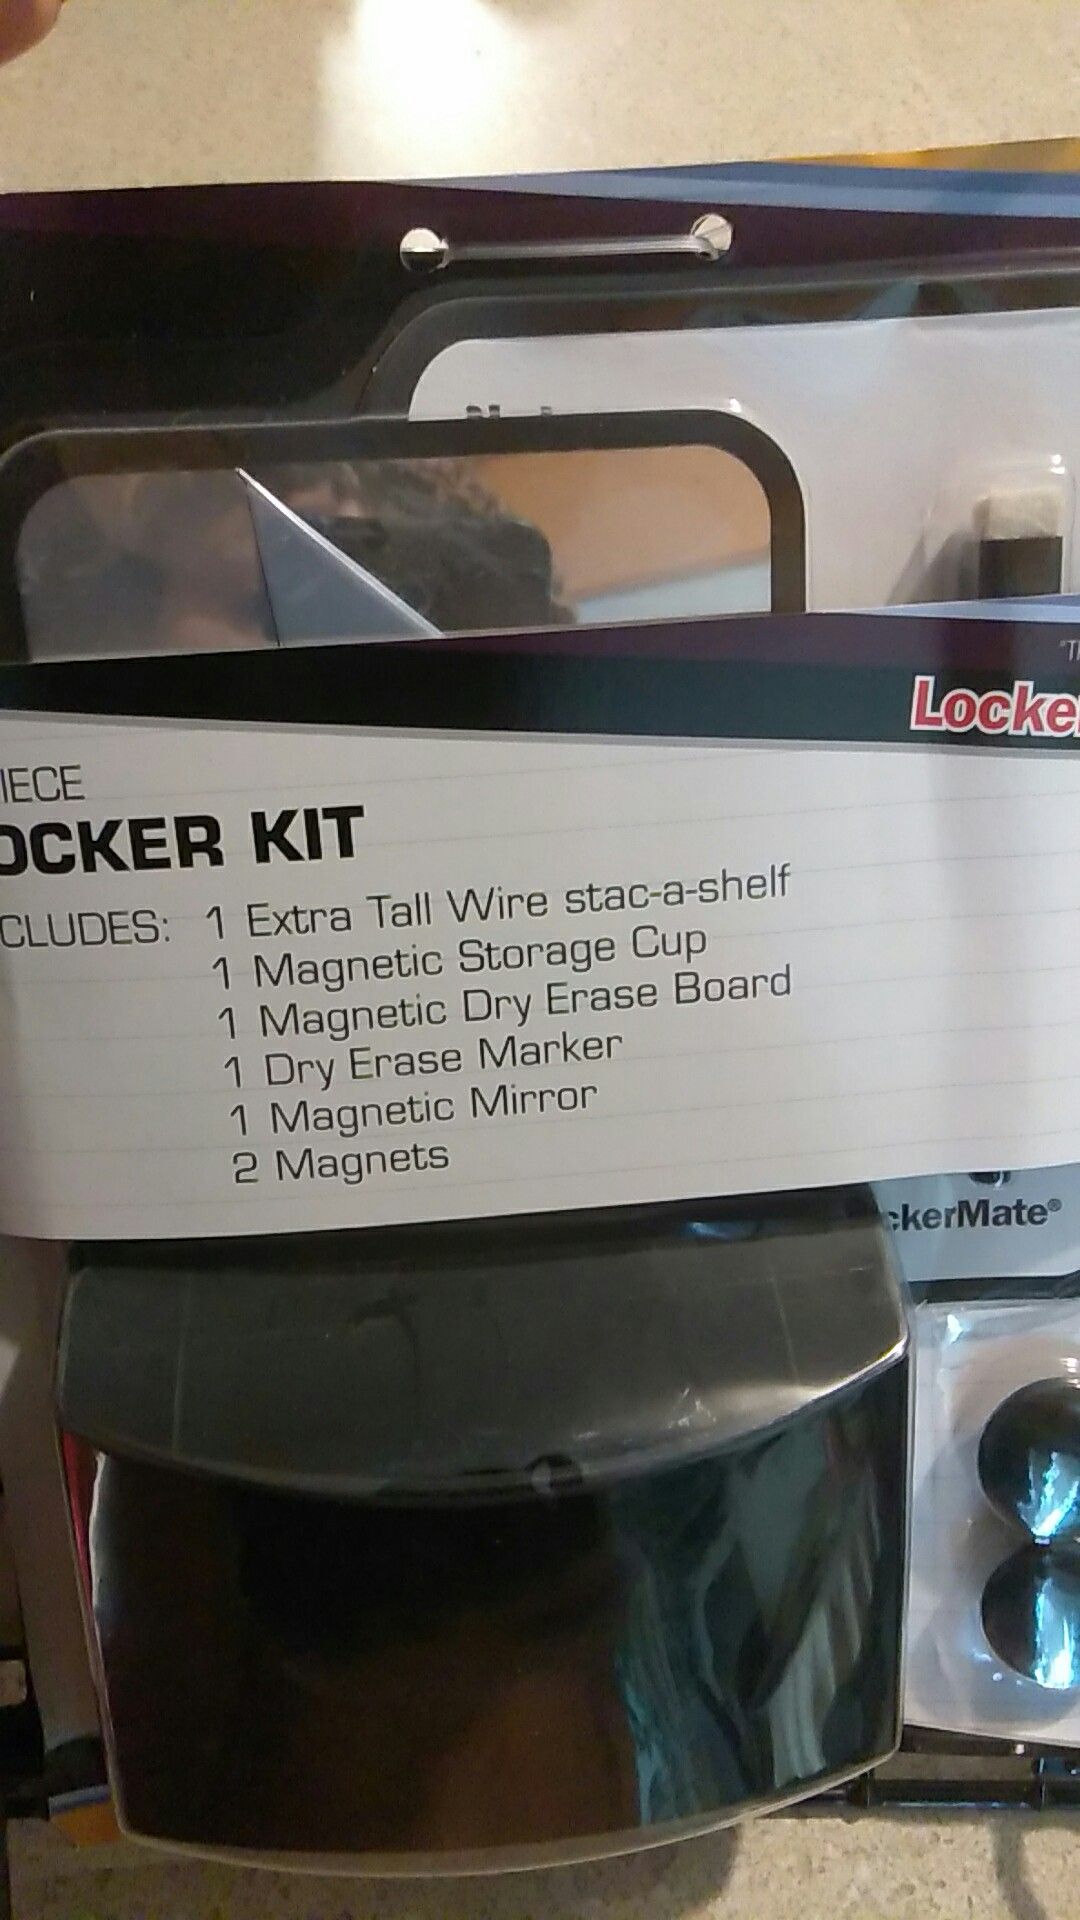 "T
Locke
IECE
OCKER KIT
CLUDES: 1 Extra Tall Wire stac-a-shelf
1 Magnetic Storage Cup
1 Magnetic Dry Erase Board
1 Dry Erase Marker
1 Magnetic Mirror
2 Magnets
ckerMate®